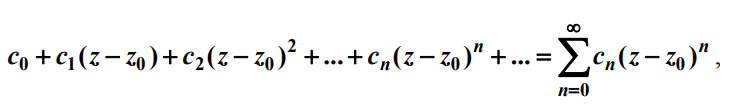 c₀ + c₁(z − z₀) + c₂(z − z₀)² + ... + cₙ(z − z₀)ⁿ + ... = ∑_{n=0}^{∞} cₙ(z − z₀)ⁿ ,